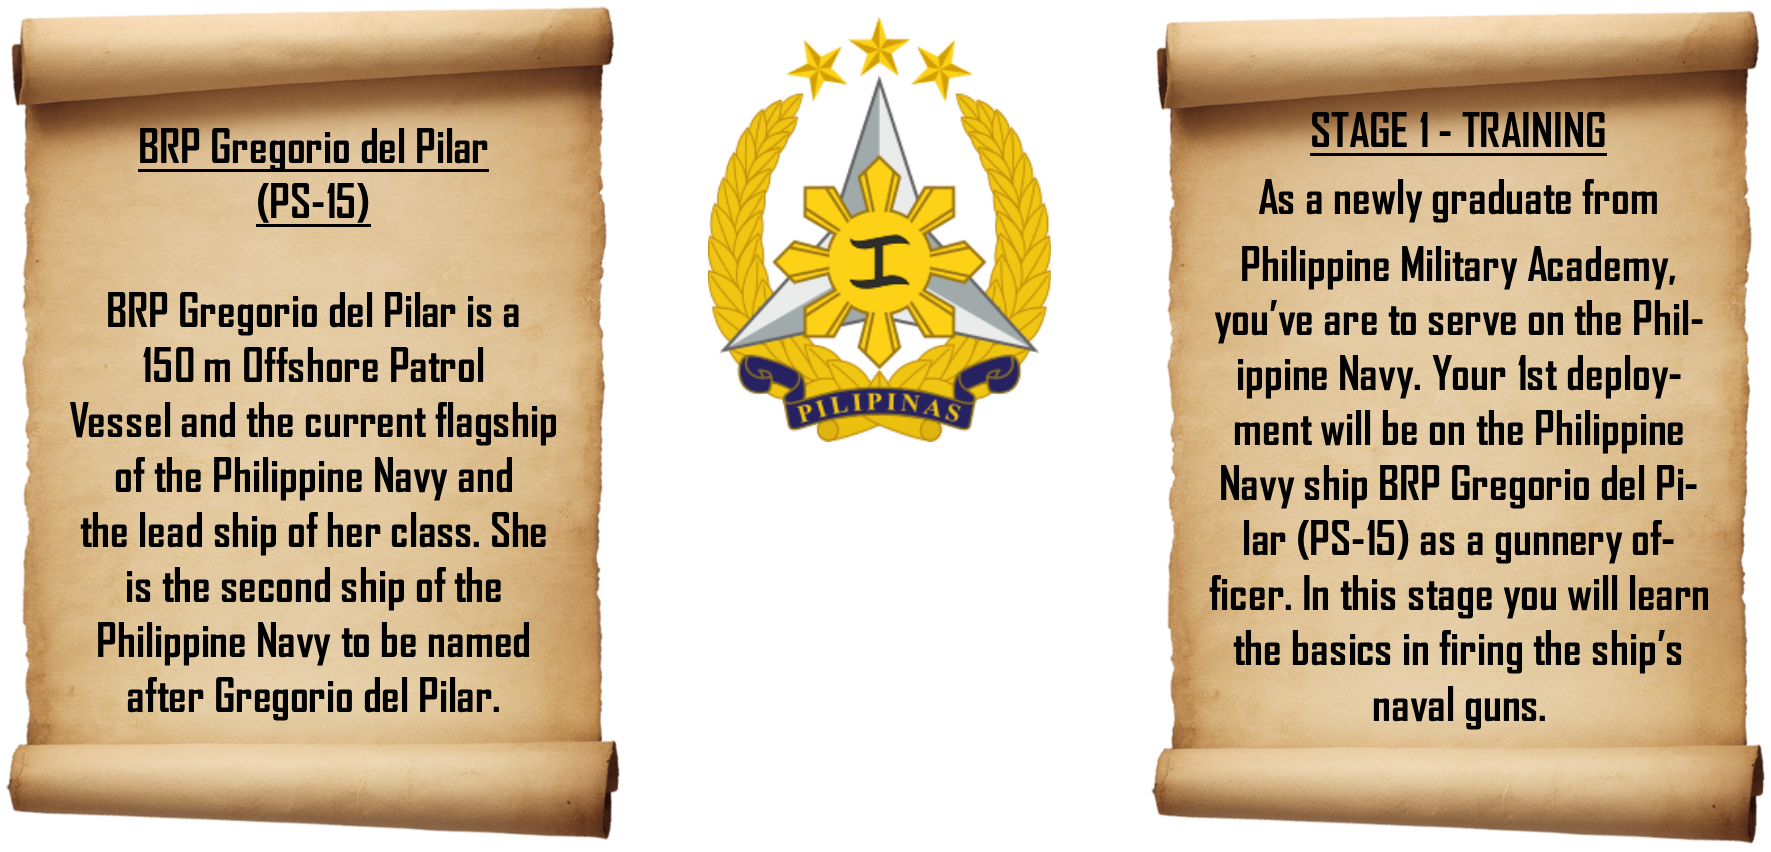 BRP Gregorio del Pilar
(PS-15)
BRP Gregorio del Pilar is a
150 m Offshore Patrol
Vessel and the current flagship
of the Philippine Navy and
the lead ship of her class. She
is the second ship of the
Philippine Navy to be named
after Gregorio del Pilar.
ᜁ
PILIPINAS
STAGE 1 - TRAINING
As a newly graduate from
Philippine Military Academy,
you’ve are to serve on the Phil-
ippine Navy. Your 1st deploy-
ment will be on the Philippine
Navy ship BRP Gregorio del Pi-
lar (PS-15) as a gunnery of-
ficer. In this stage you will learn
the basics in firing the ship’s
naval guns.